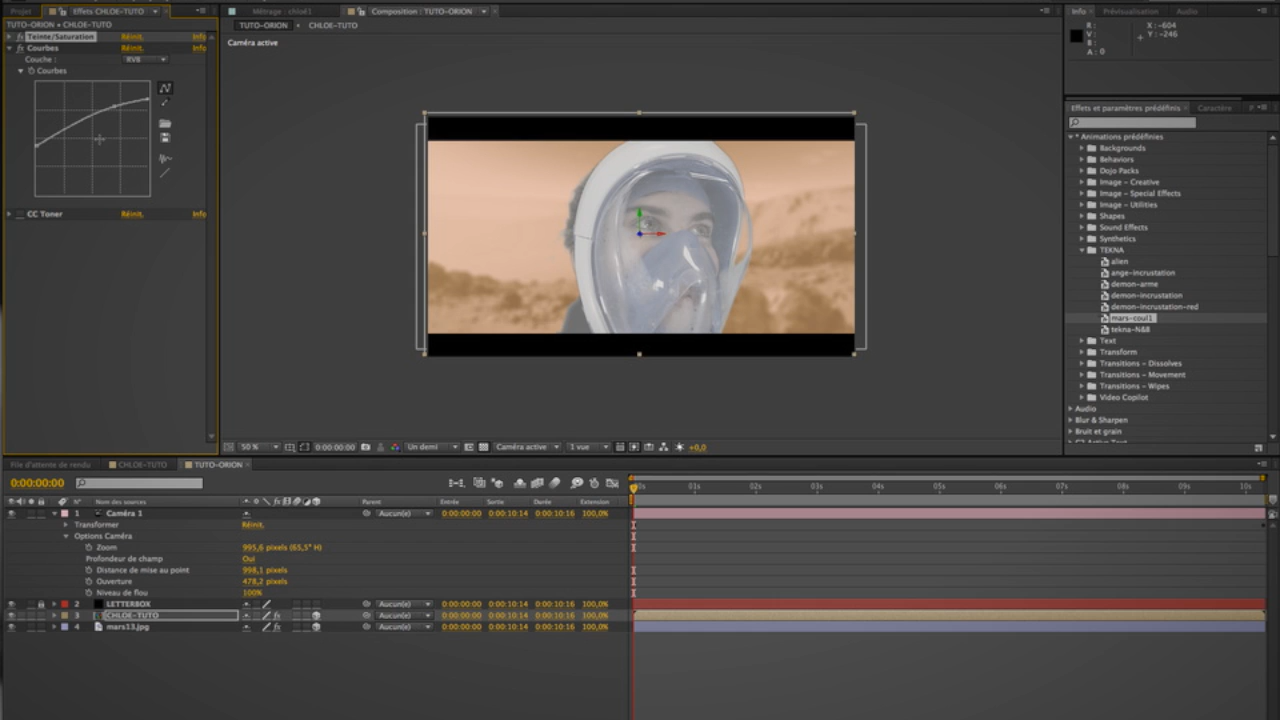 Projet Effets CHLOE-TUTO
TUTO-ORION • CHLOE-TUTO
Teinte/Saturation Réinit. Info
Courbes Réinit. Info
Couche : RVB
Courbes
CC Toner Réinit. Info
Métrage : chloé1 Composition : TUTO-ORION
TUTO-ORION CHLOE-TUTO
Caméra active
50 % 0:00:00:00 Un demi Caméra active 1 vue +0,0
Info Prévisualisation Audio
R :
V :
B :
A : 0
X : -604
Y : -246
Effets et paramètres prédéfinis Caractère
* Animations prédéfinies
Backgrounds
Behaviors
Dojo Packs
Image – Creative
Image – Special Effects
Image – Utilities
Shapes
Sound Effects
Synthetics
TEKNA
alien
ange-incrustation
demon-arme
demon-incrustation
demon-incrustation-red
mars-coul1
tekna-N&B
Text
Transform
Transitions – Dissolves
Transitions – Movement
Transitions – Wipes
Video Copilot
Audio
Blur & Sharpen
Bruit et grain
File d'attente de rendu CHLOE-TUTO TUTO-ORION
0:00:00:00
N° Nom des sources Parent Entrée Sortie Durée Extension
00s 01s 02s 03s 04s 05s 06s 07s 08s 09s 10s
1 Caméra 1 Aucun(e) 0:00:00:00 0:00:10:14 0:00:10:16 100,0%
Transformer Réinit.
Options Caméra
Zoom 995,6 pixels (65,5° H)
Profondeur de champ Oui
Distance de mise au point 998,1 pixels
Ouverture 478,2 pixels
Niveau de flou 100%
2 LETTERBOX Aucun(e) 0:00:00:00 0:00:10:14 0:00:10:16 100,0%
3 CHLOE-TUTO Aucun(e) 0:00:00:00 0:00:10:14 0:00:10:16 100,0%
4 mars13.jpg Aucun(e) 0:00:00:00 0:00:10:14 0:00:10:16 100,0%